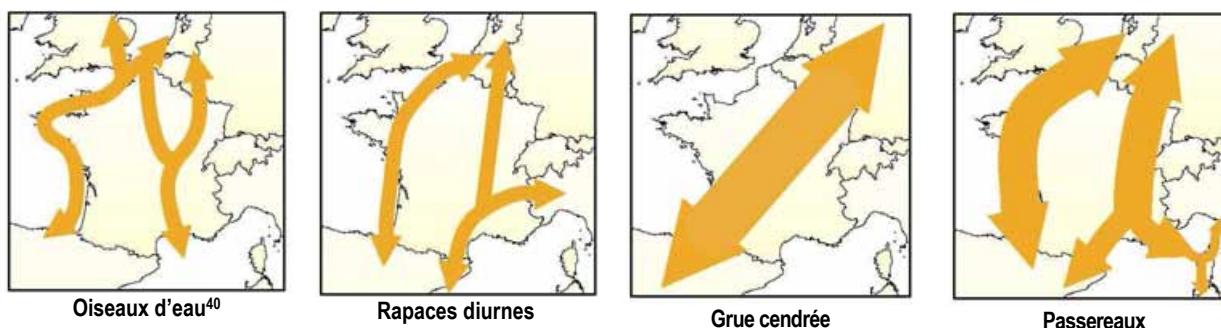 Oiseaux d'eau⁴⁰
Rapaces diurnes
Grue cendrée
Passereaux